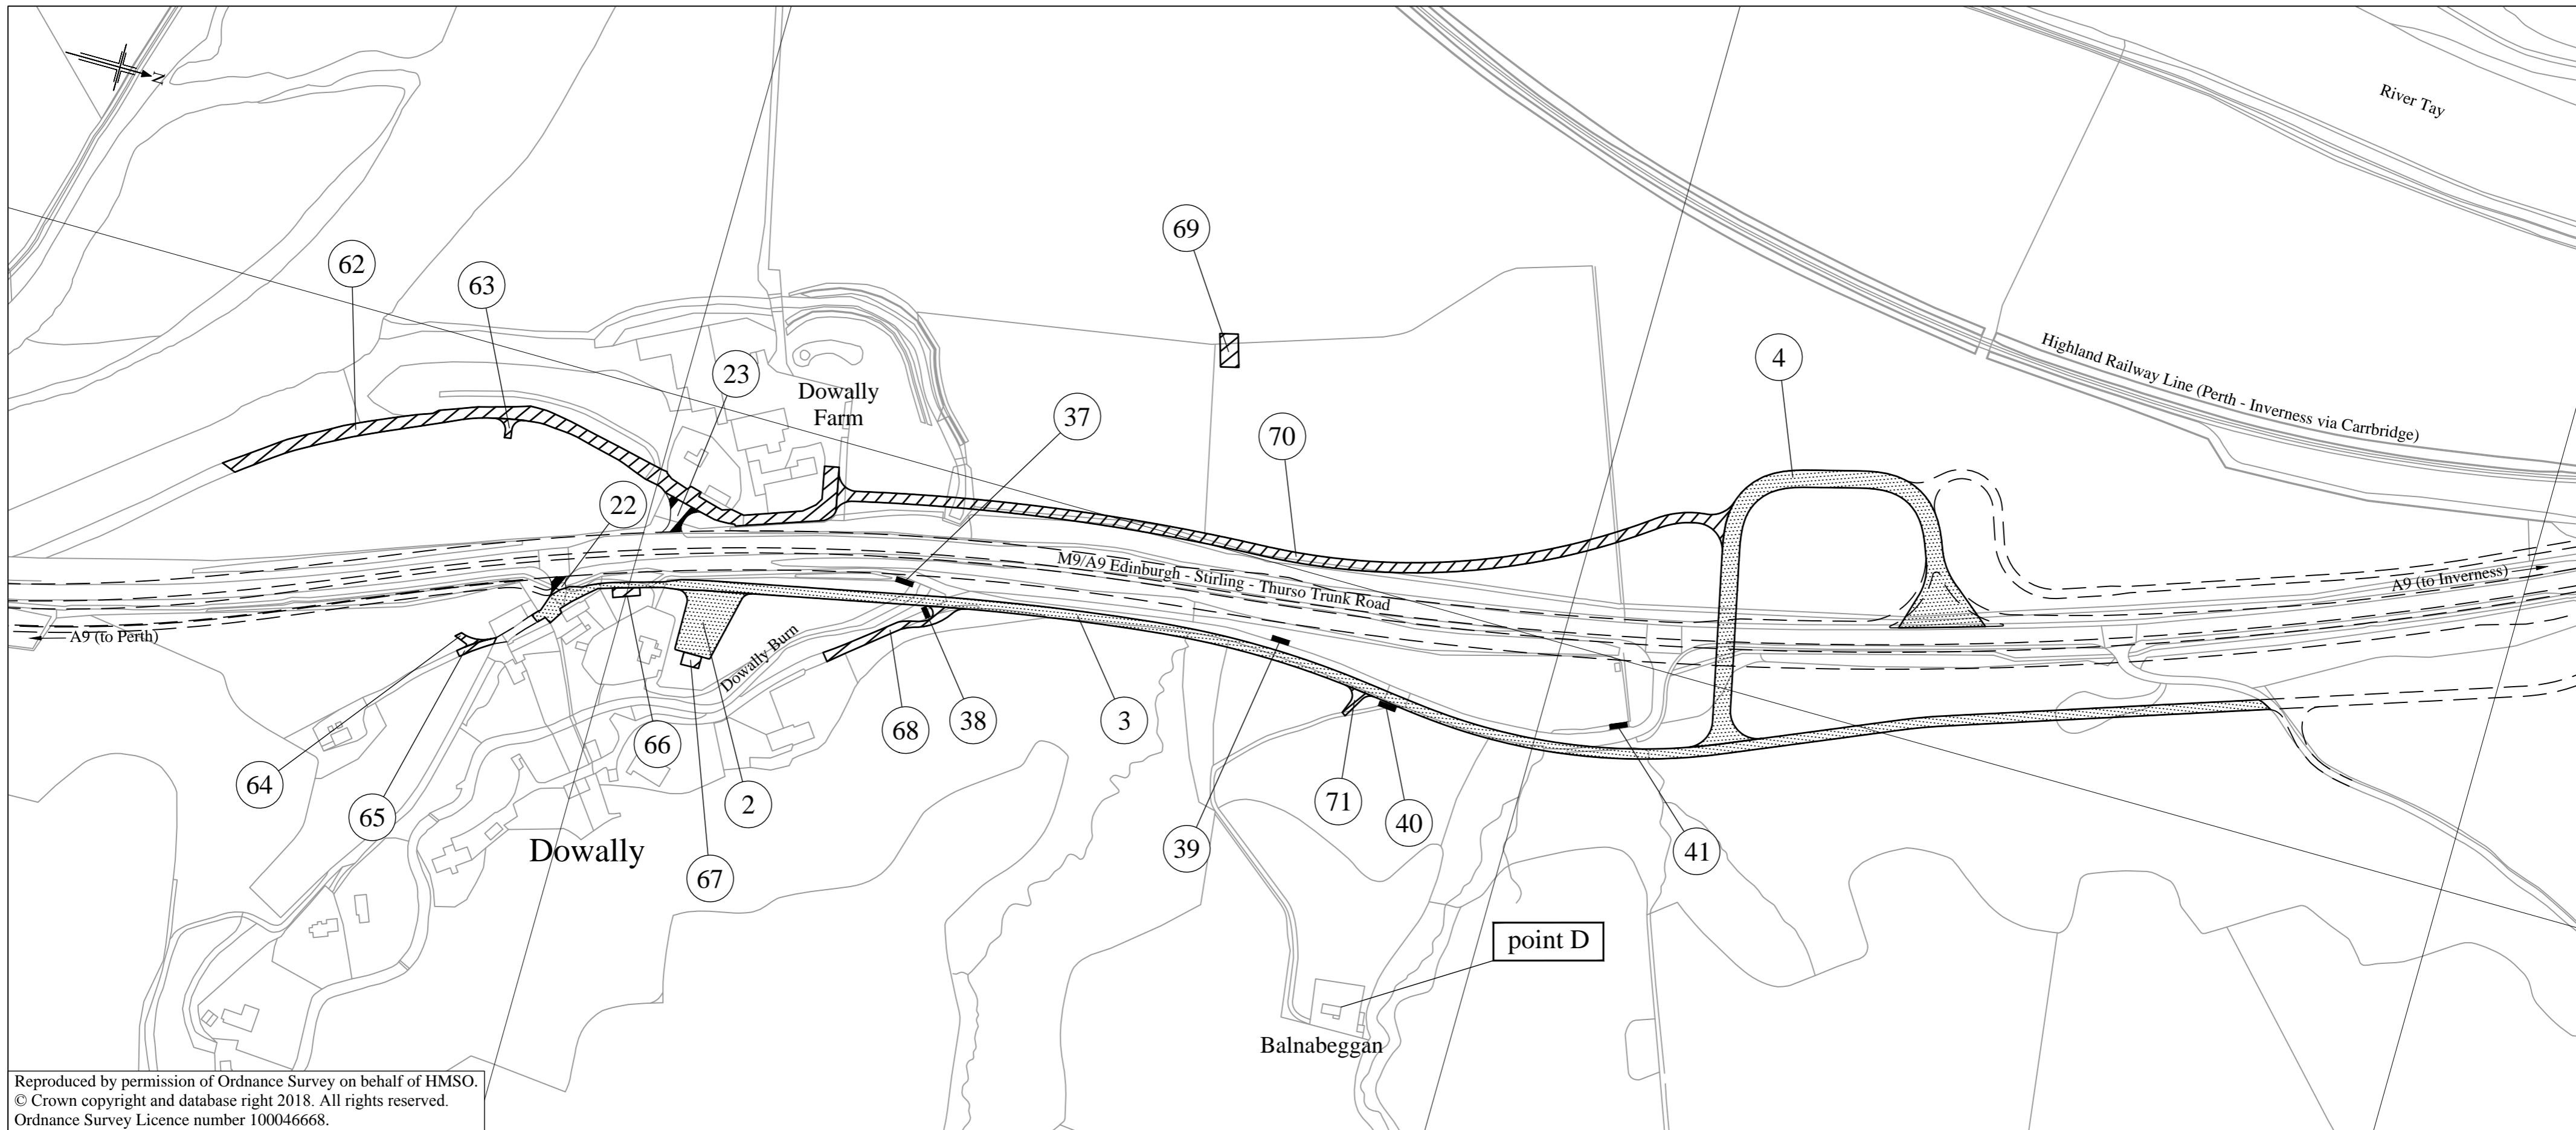 N
River Tay
69
62
63
4
Highland Railway Line (Perth - Inverness via Carrbridge)
23
Dowally
Farm
37
70
22
M9/A9 Edinburgh - Stirling - Thurso Trunk Road
A9 (to Inverness)
A9 (to Perth)
Dowally Burn
68
38
3
66
64
65
2
71
40
39
41
Dowally
67
point D
Balnabeggan
Reproduced by permission of Ordnance Survey on behalf of HMSO.
© Crown copyright and database right 2018. All rights reserved.
Ordnance Survey Licence number 100046668.